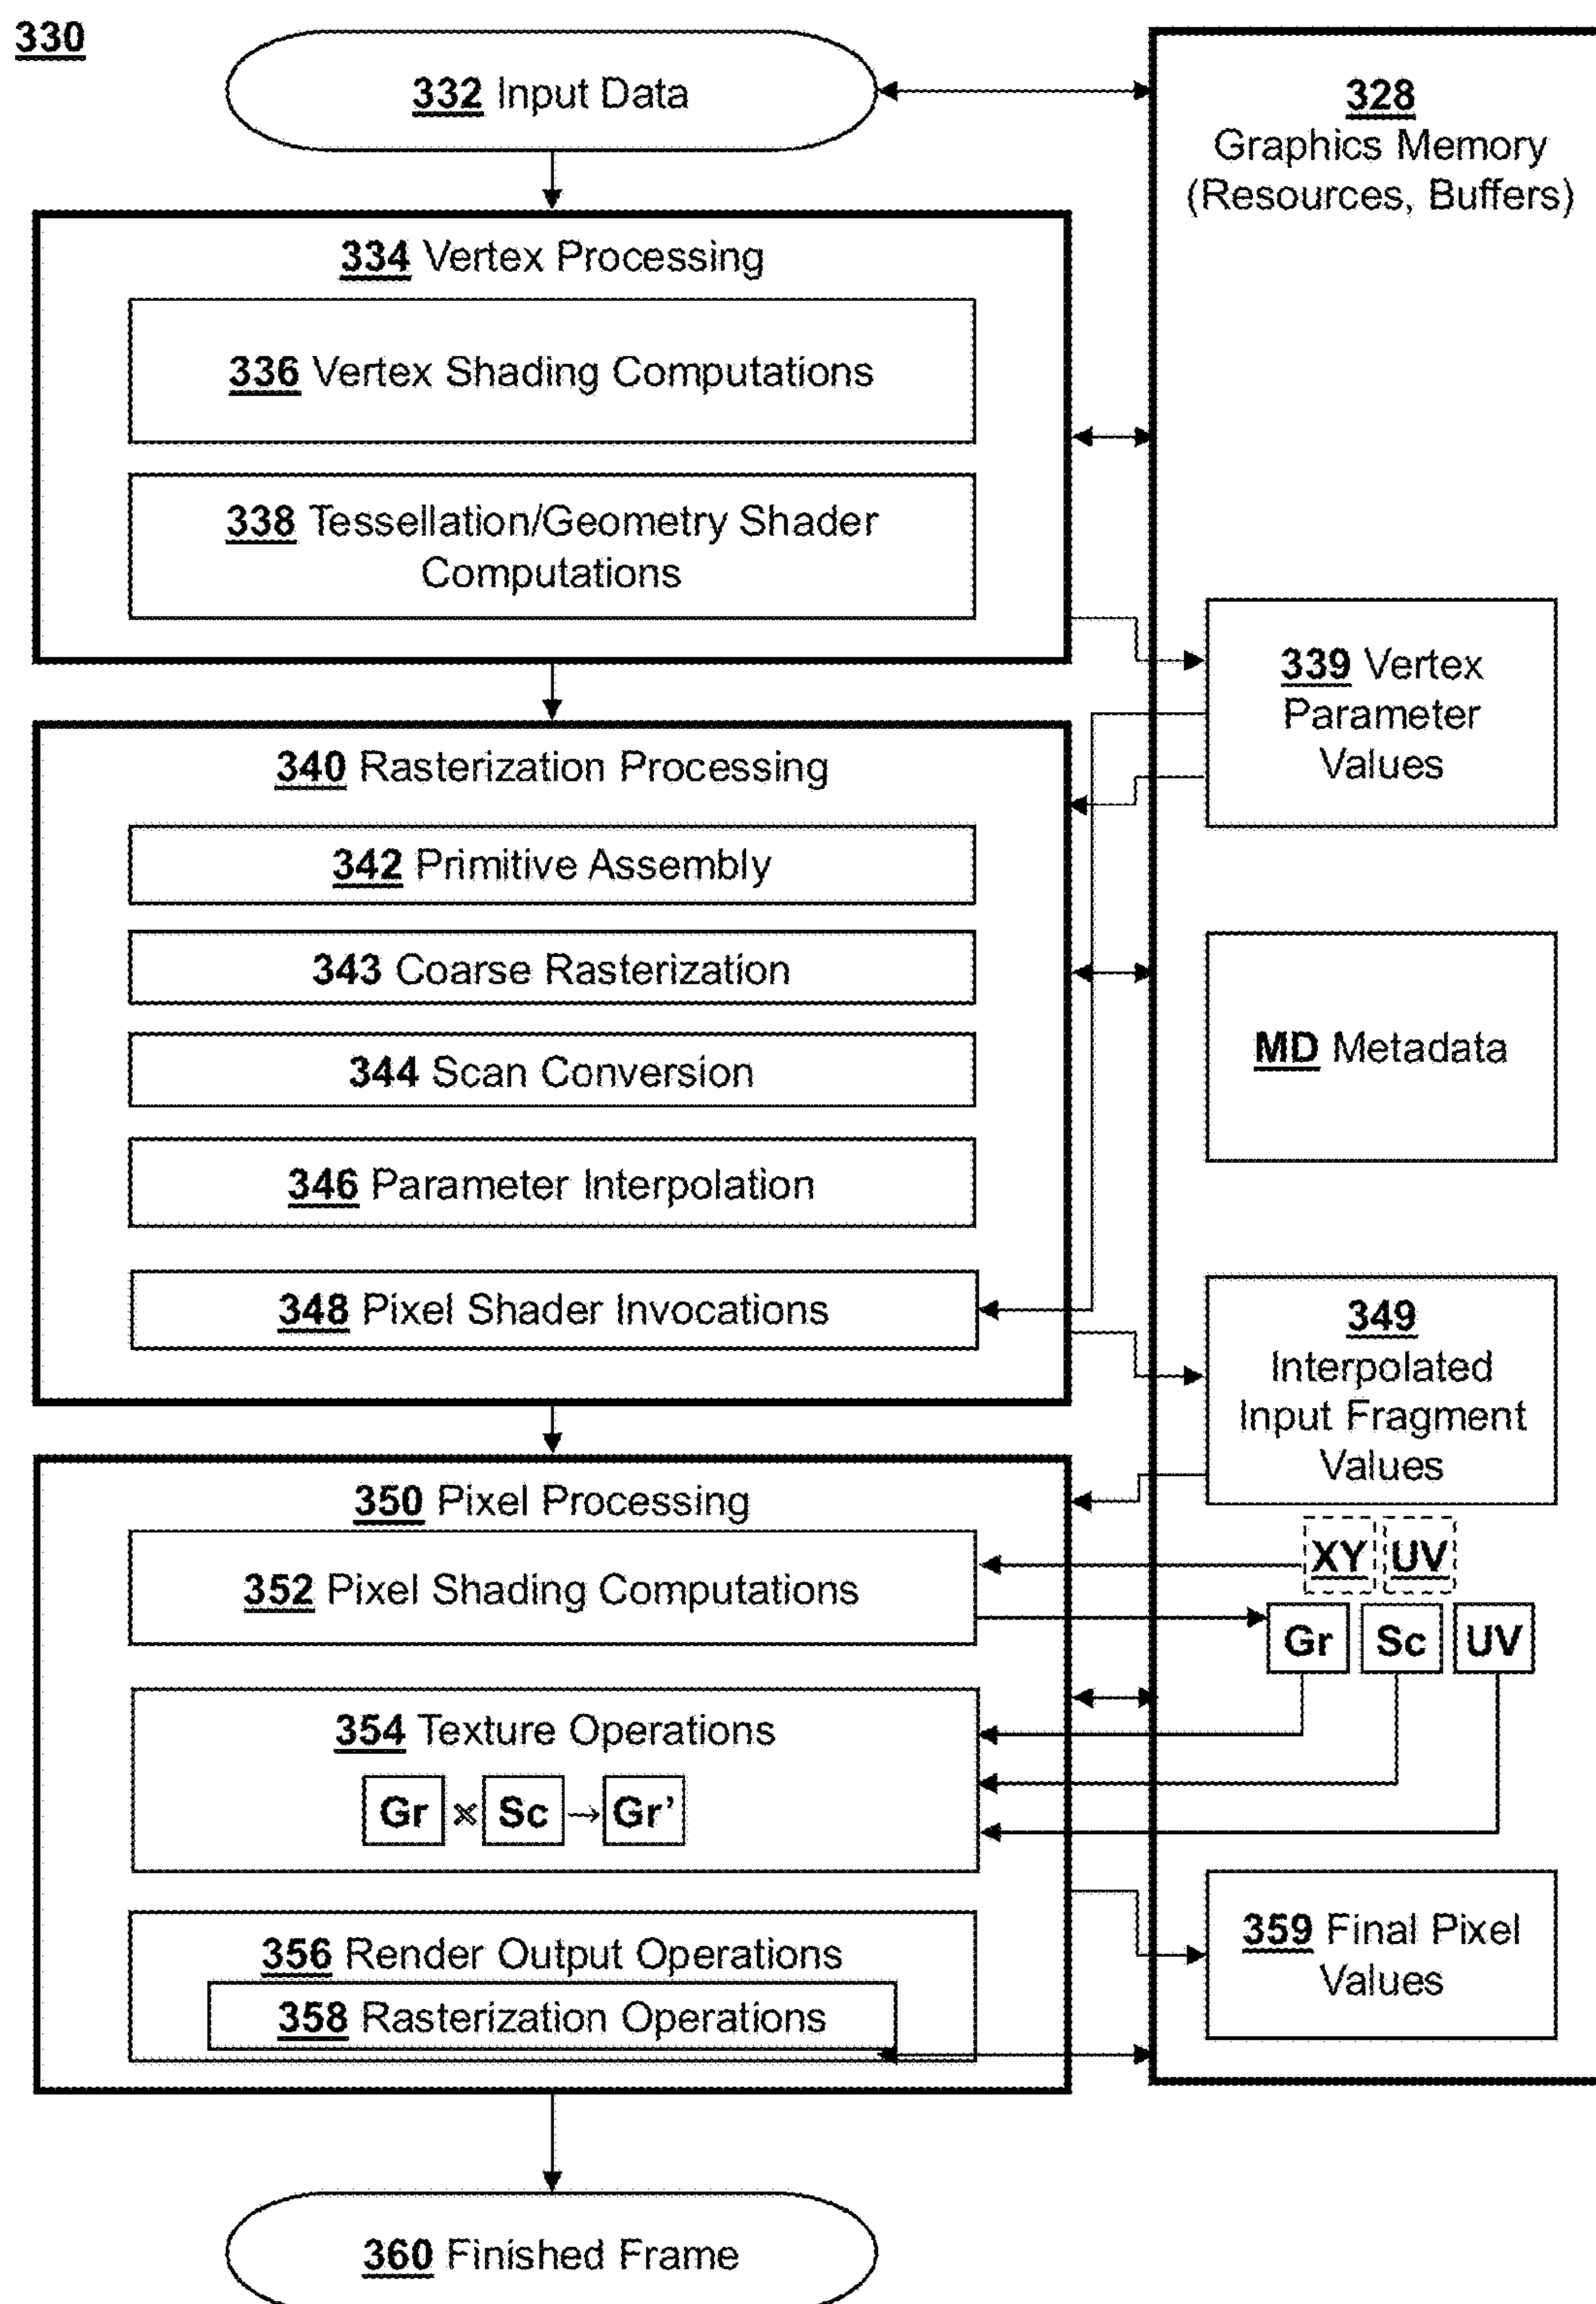 330
332 Input Data
328
Graphics Memory
(Resources, Buffers)
334 Vertex Processing
336 Vertex Shading Computations
338 Tessellation/Geometry Shader
Computations
339 Vertex
Parameter
Values
340 Rasterization Processing
342 Primitive Assembly
343 Coarse Rasterization
344 Scan Conversion
346 Parameter Interpolation
348 Pixel Shader Invocations
MD Metadata
349
Interpolated
Input Fragment
Values
350 Pixel Processing
352 Pixel Shading Computations
XY UV
Gr Sc UV
354 Texture Operations
Gr × Sc → Gr’
356 Render Output Operations
358 Rasterization Operations
359 Final Pixel
Values
360 Finished Frame